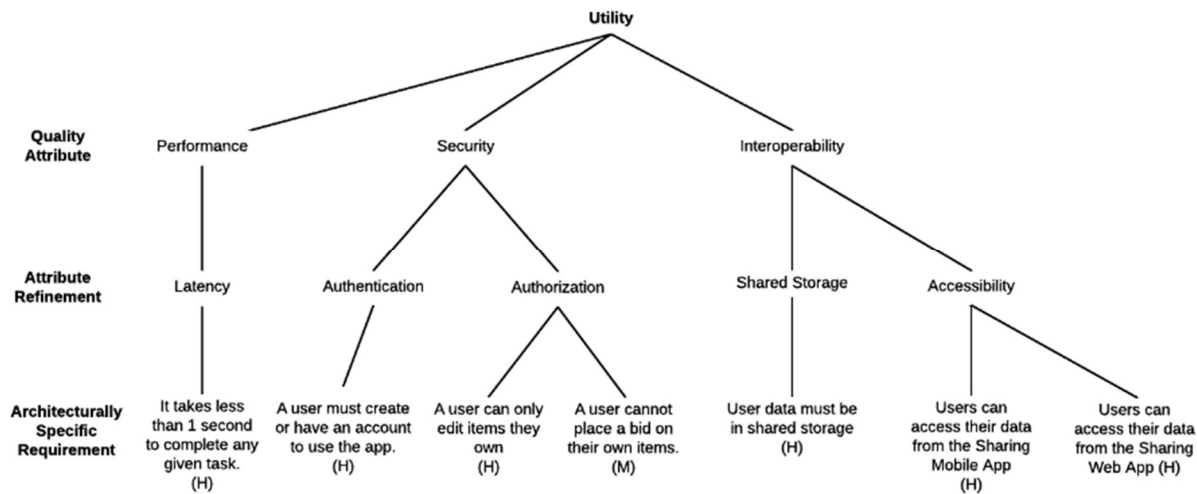 Utility
Quality
Attribute
Performance
Security
Interoperability
Attribute
Refinement
Latency
Authentication
Authorization
Shared Storage
Accessibility
Architecturally
Specific
Requirement
It takes less
than 1 second
to complete any
given task.
(H)
A user must create
or have an account
to use the app.
(H)
A user can only
edit items they
own
(H)
A user cannot
place a bid on
their own items.
(M)
User data must be
in shared storage
(H)
Users can
access their data
from the Sharing
Mobile App
(H)
Users can
access their data
from the Sharing
Web App (H)